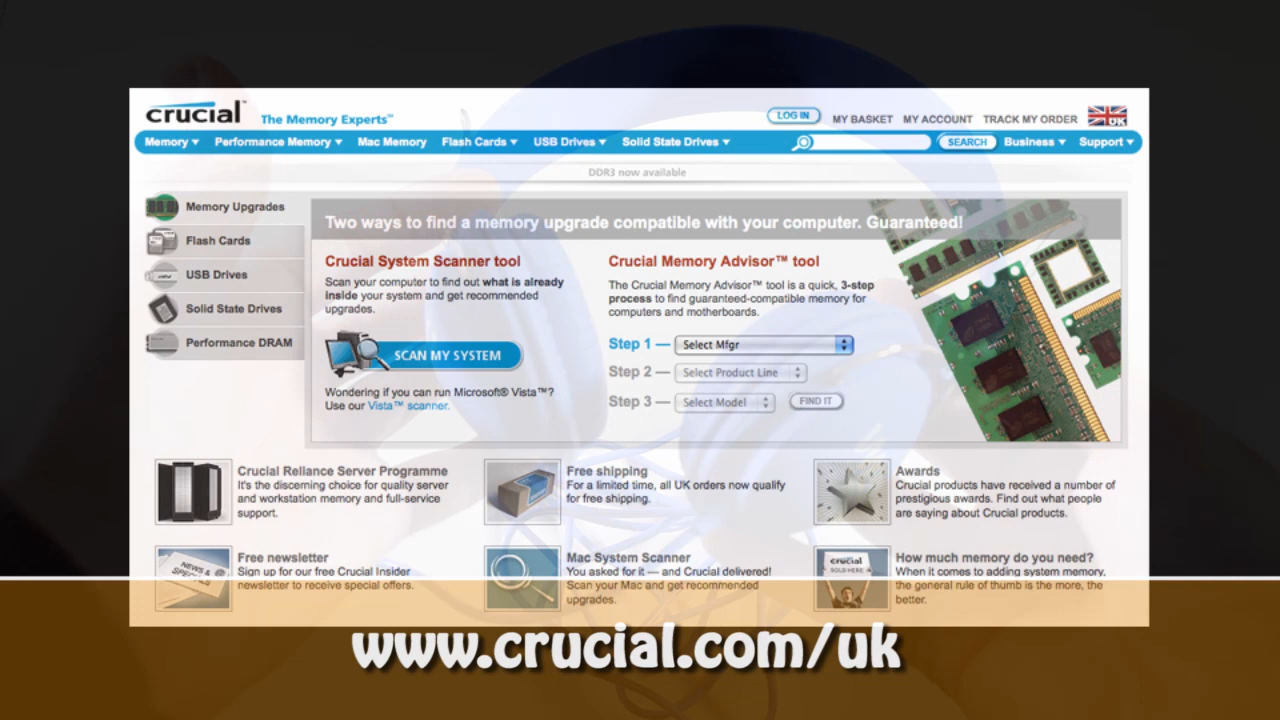 crucial™ The Memory Experts™
LOG IN MY BASKET MY ACCOUNT TRACK MY ORDER UK
Memory Performance Memory Mac Memory Flash Cards USB Drives Solid State Drives SEARCH Business Support
DDR3 now available
Memory Upgrades
Flash Cards
USB Drives
Solid State Drives
Performance DRAM
Two ways to find a memory upgrade compatible with your computer. Guaranteed!
Crucial System Scanner tool
Scan your computer to find out what is already
inside your system and get recommended
upgrades.
SCAN MY SYSTEM
Wondering if you can run Microsoft® Vista™?
Use our Vista™ scanner.
Crucial Memory Advisor™ tool
The Crucial Memory Advisor™ tool is a quick, 3-step
process to find guaranteed-compatible memory for
computers and motherboards.
Step 1 — Select Mfgr
Step 2 — Select Product Line
Step 3 — Select Model FIND IT
Crucial Reliance Server Programme
It's the discerning choice for quality server
and workstation memory and full-service
support.
Free shipping
For a limited time, all UK orders now qualify
for free shipping.
Awards
Crucial products have received a number of
prestigious awards. Find out what people
are saying about Crucial products.
NEWS &
SPECIALS
Free newsletter
Sign up for our free Crucial Insider
newsletter to receive special offers.
Mac System Scanner
You asked for it — and Crucial delivered!
Scan your Mac and get recommended
upgrades.
crucial
SOLD HERE
How much memory do you need?
When it comes to adding system memory,
the general rule of thumb is the more, the
better.
www.crucial.com/uk